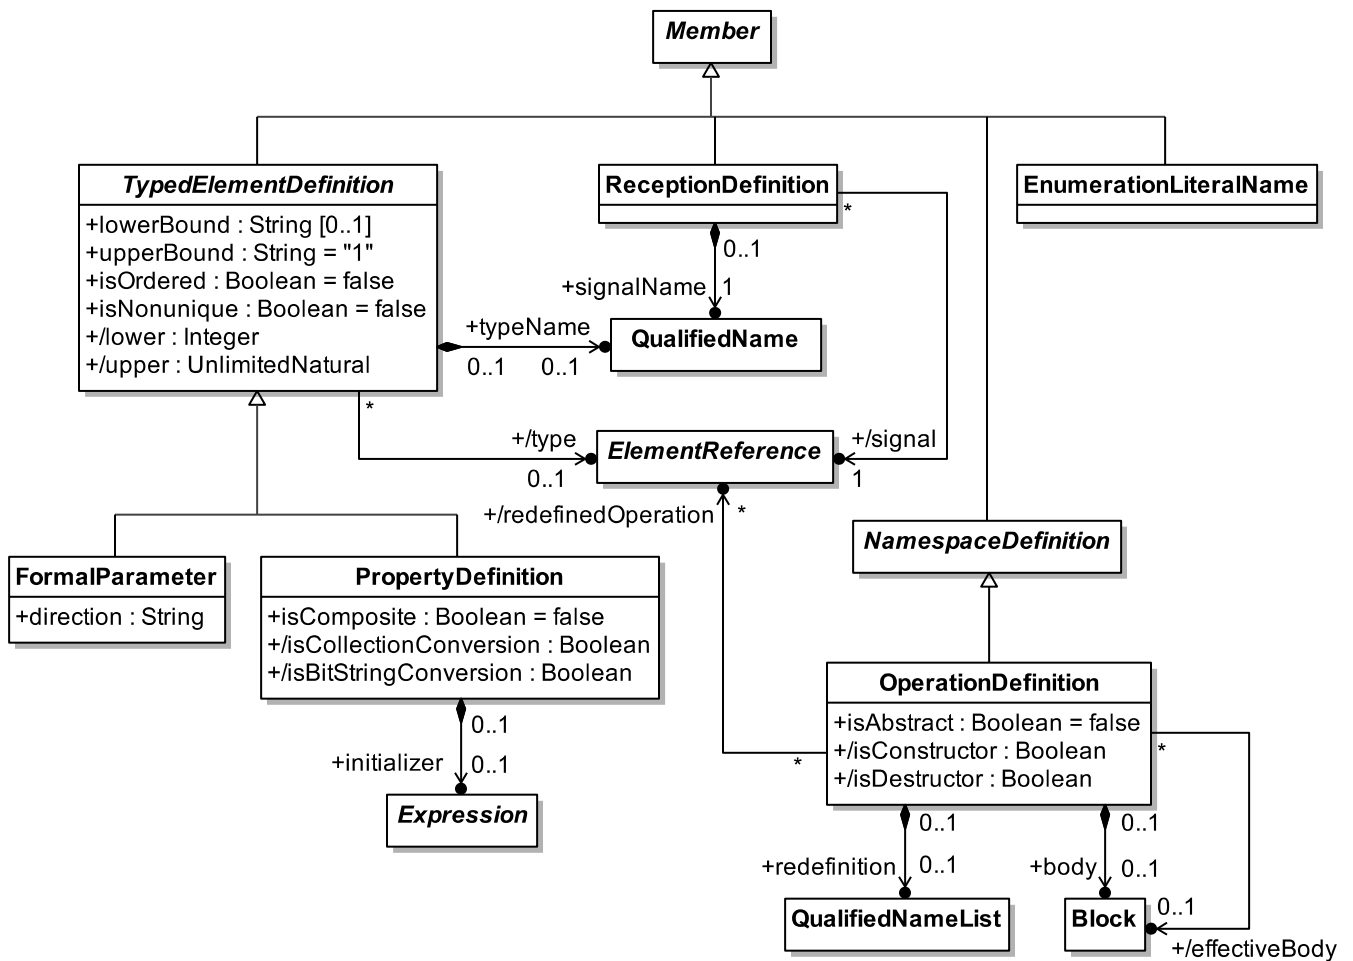 Member
TypedElementDefinition
+lowerBound : String [0..1]
+upperBound : String = "1"
+isOrdered : Boolean = false
+isNonunique : Boolean = false
+/lower : Integer
+/upper : UnlimitedNatural
ReceptionDefinition
*
EnumerationLiteralName
0..1
+signalName 1
+typeName
0..1 0..1
QualifiedName
*
+/type
0..1
ElementReference
+/signal
1
+/redefinedOperation *
NamespaceDefinition
FormalParameter
+direction : String
PropertyDefinition
+isComposite : Boolean = false
+/isCollectionConversion : Boolean
+/isBitStringConversion : Boolean
0..1
+initializer 0..1
Expression
OperationDefinition
+isAbstract : Boolean = false
+/isConstructor : Boolean
+/isDestructor : Boolean
*
*
0..1
+redefinition 0..1
QualifiedNameList
0..1
+body 0..1
Block
0..1
+/effectiveBody